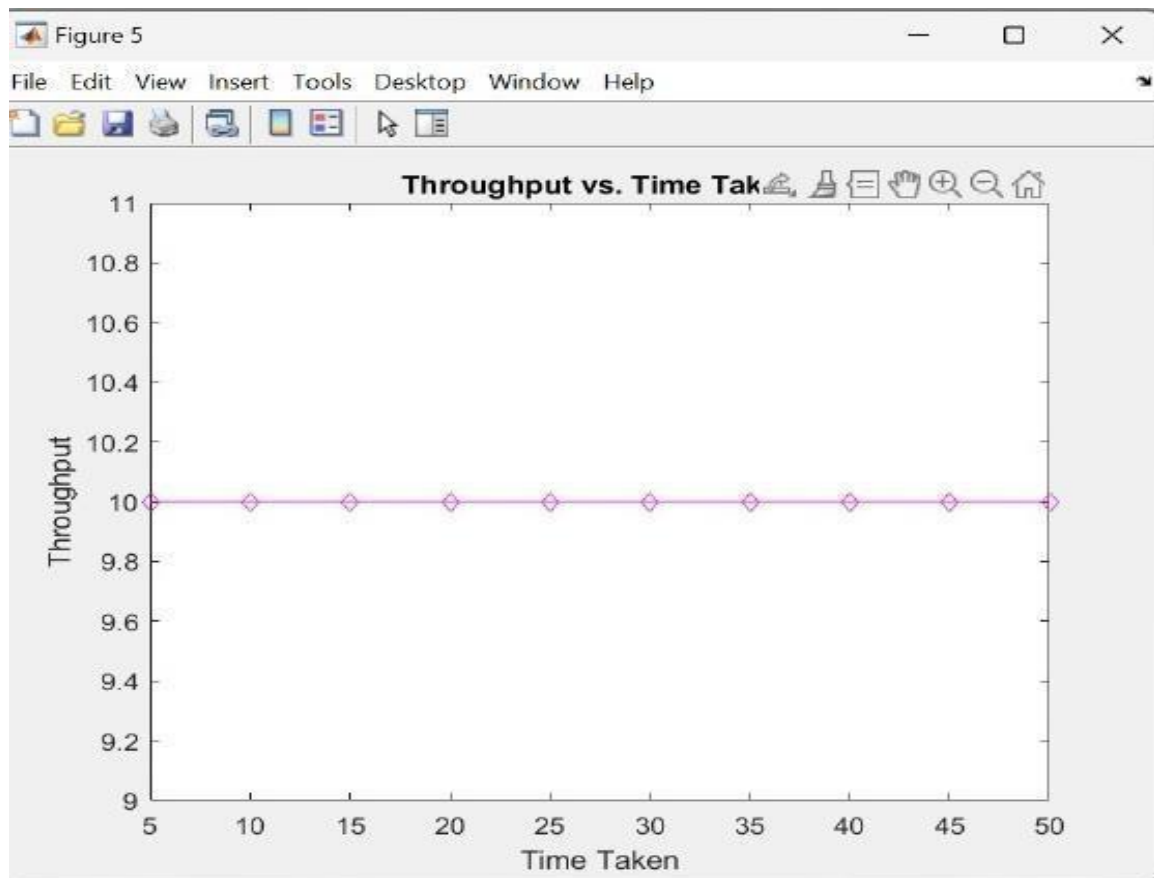 Figure 5
File Edit View Insert Tools Desktop Window Help
Throughput vs. Time Tak
11
10.8
10.6
10.4
10.2
10
9.8
9.6
9.4
9.2
9
Throughput
5 10 15 20 25 30 35 40 45 50
Time Taken